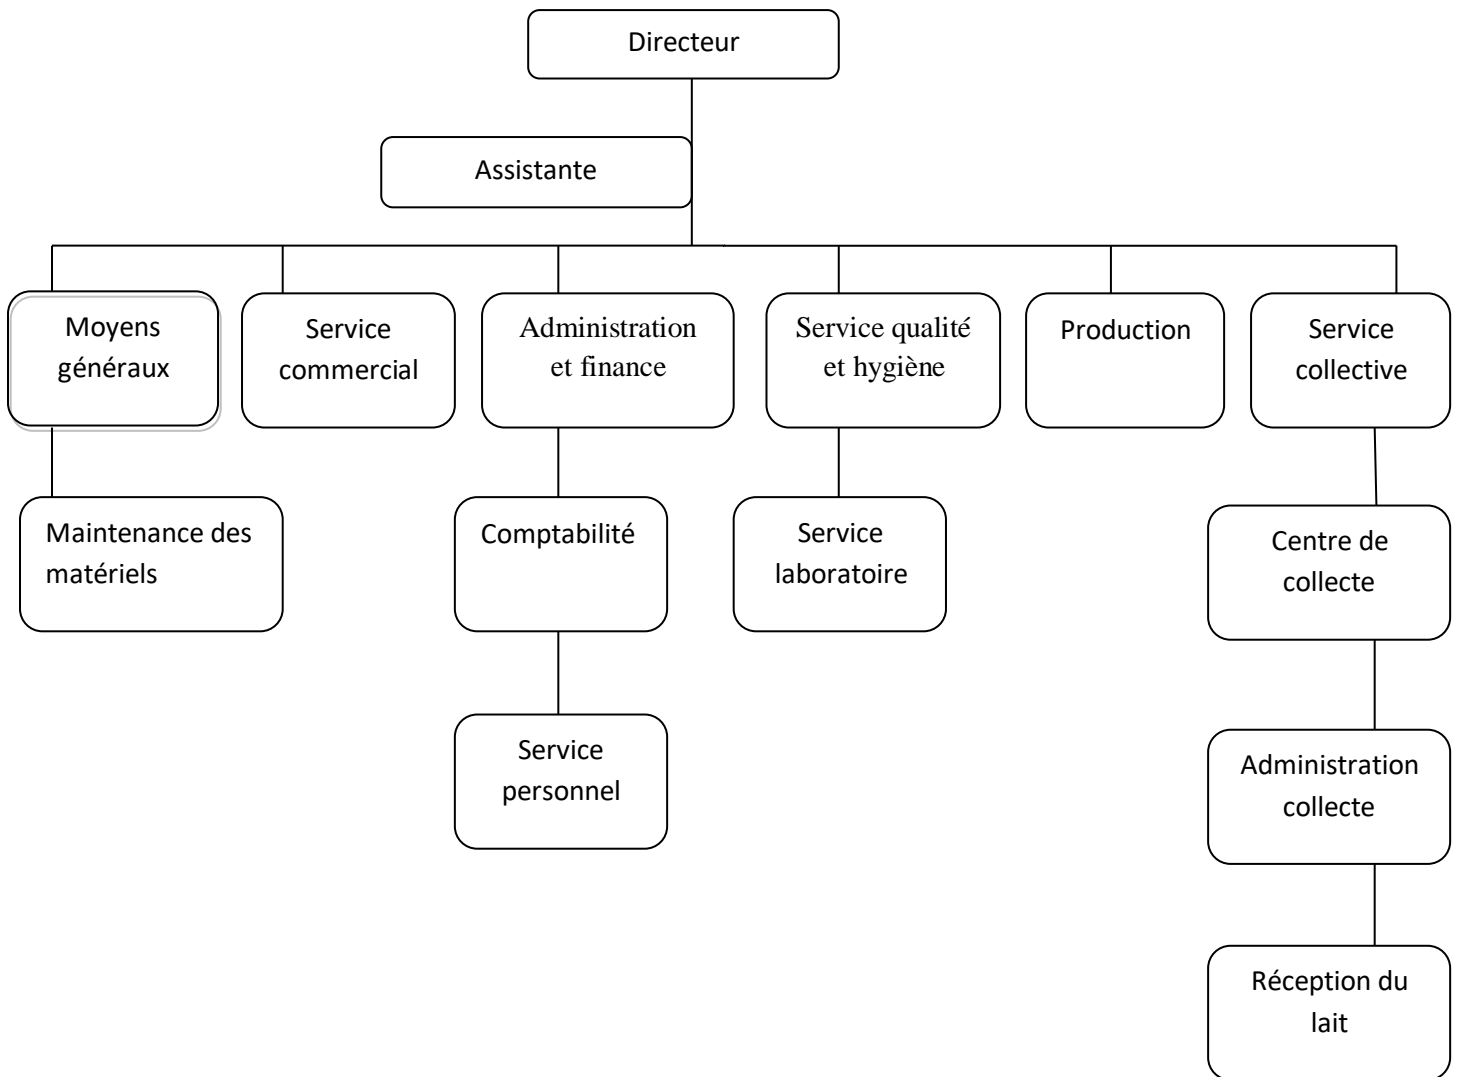 Directeur
Assistante
Moyens
généraux
Service
commercial
Administration
et finance
Service qualité
et hygiène
Production
Service
collective
Maintenance des
matériels
Comptabilité
Service
laboratoire
Centre de
collecte
Service
personnel
Administration
collecte
Réception du
lait